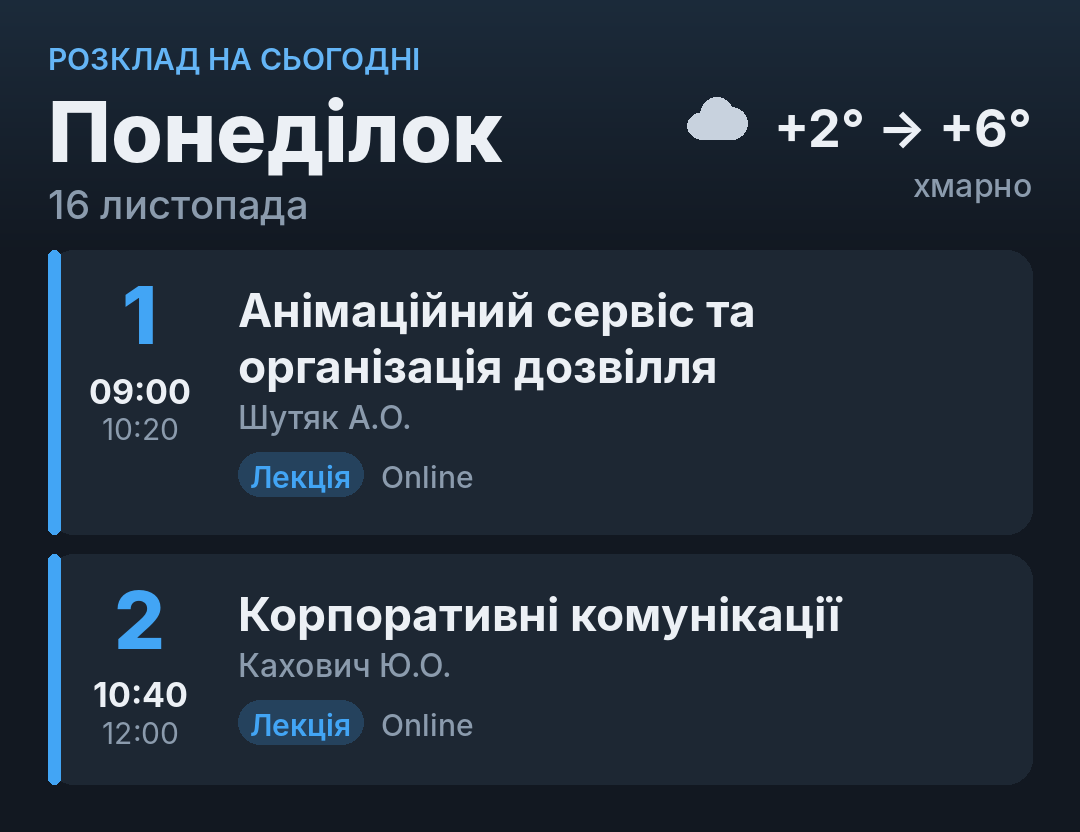 РОЗКЛАД НА СЬОГОДНІ
Понеділок
16 листопада
+2° → +6°
хмарно
1
09:00
10:20
Анімаційний сервіс та
організація дозвілля
Шутяк А.О.
Лекція Online
2
10:40
12:00
Корпоративні комунікації
Кахович Ю.О.
Лекція Online